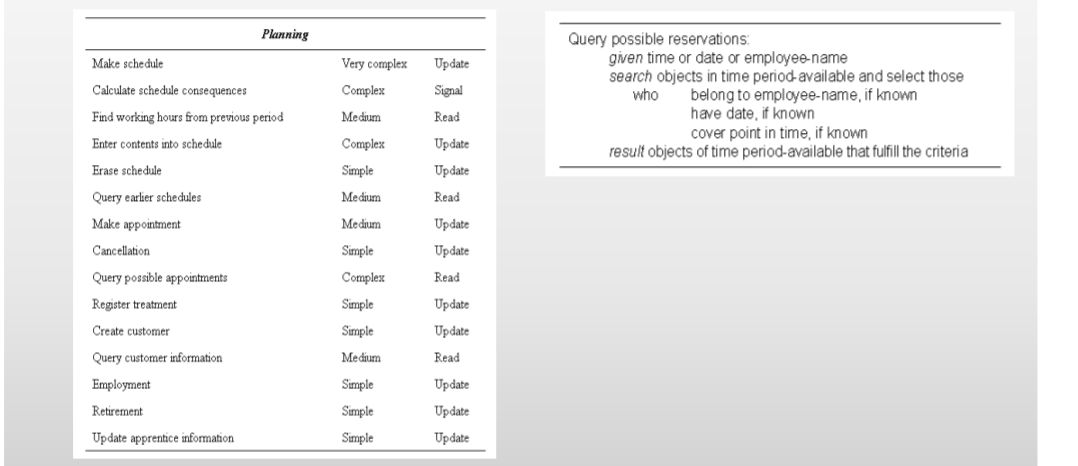 Planning
Make schedule Very complex Update
Calculate schedule consequences Complex Signal
Find working hours from previous period Medium Read
Enter contents into schedule Complex Update
Erase schedule Simple Update
Query earlier schedules Medium Read
Make appointment Medium Update
Cancellation Simple Update
Query possible appointments Complex Read
Register treatment Simple Update
Create customer Simple Update
Query customer information Medium Read
Employment Simple Update
Retirement Simple Update
Update apprentice information Simple Update
Query possible reservations:
given time or date or employee-name
search objects in time period-available and select those
who belong to employee-name, if known
have date, if known
cover point in time, if known
result objects of time period-available that fulfill the criteria